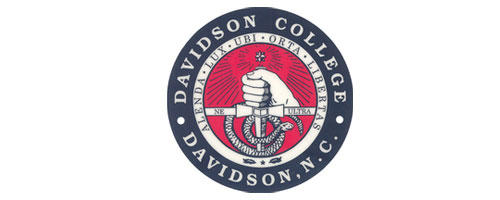 · DAVIDSON COLLEGE ·
DAVIDSON, N.C.
ALENDA · LUX · UBI · ORTA · LIBERTAS
NE ULTRA